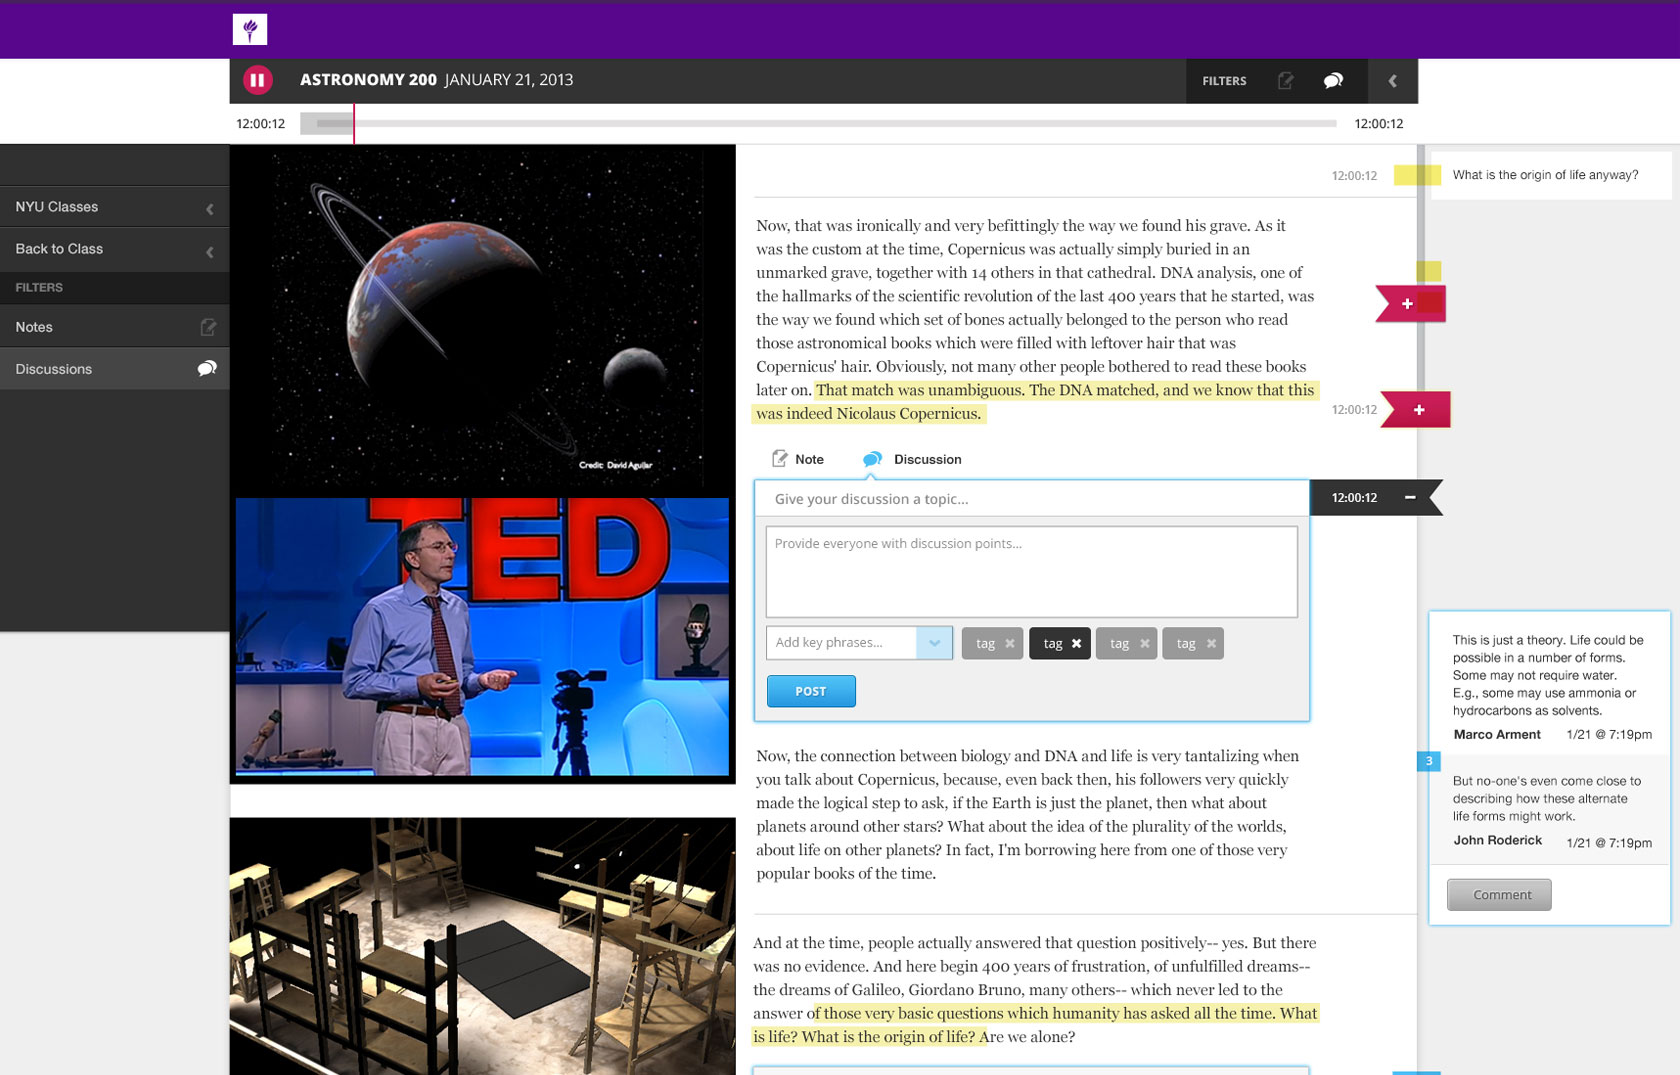 ASTRONOMY 200 JANUARY 21, 2013
FILTERS
12:00:12
12:00:12
NYU Classes
Back to Class
FILTERS
Notes
Discussions
Credit: David Aguilar
TED
12:00:12
What is the origin of life anyway?
Now, that was ironically and very befittingly the way we found his grave. As it
was the custom at the time, Copernicus was actually simply buried in an
unmarked grave, together with 14 others in that cathedral. DNA analysis, one of
the hallmarks of the scientific revolution of the last 400 years that he started, was
the way we found which set of bones actually belonged to the person who read
those astronomical books which were filled with leftover hair that was
Copernicus' hair. Obviously, not many other people bothered to read these books
later on. That match was unambiguous. The DNA matched, and we know that this
was indeed Nicolaus Copernicus.
12:00:12
Note
Discussion
Give your discussion a topic...
12:00:12
Provide everyone with discussion points...
Add key phrases...
tag
tag
tag
tag
POST
Now, the connection between biology and DNA and life is very tantalizing when
you talk about Copernicus, because, even back then, his followers very quickly
made the logical step to ask, if the Earth is just the planet, then what about
planets around other stars? What about the idea of the plurality of the worlds,
about life on other planets? In fact, I'm borrowing here from one of those very
popular books of the time.
And at the time, people actually answered that question positively-- yes. But there
was no evidence. And here begin 400 years of frustration, of unfulfilled dreams--
the dreams of Galileo, Giordano Bruno, many others-- which never led to the
answer of those very basic questions which humanity has asked all the time. What
is life? What is the origin of life? Are we alone?
This is just a theory. Life could be
possible in a number of forms.
Some may not require water.
E.g., some may use ammonia or
hydrocarbons as solvents.
Marco Arment 1/21 @ 7:19pm
3
But no-one's even come close to
describing how these alternate
life forms might work.
John Roderick 1/21 @ 7:19pm
Comment